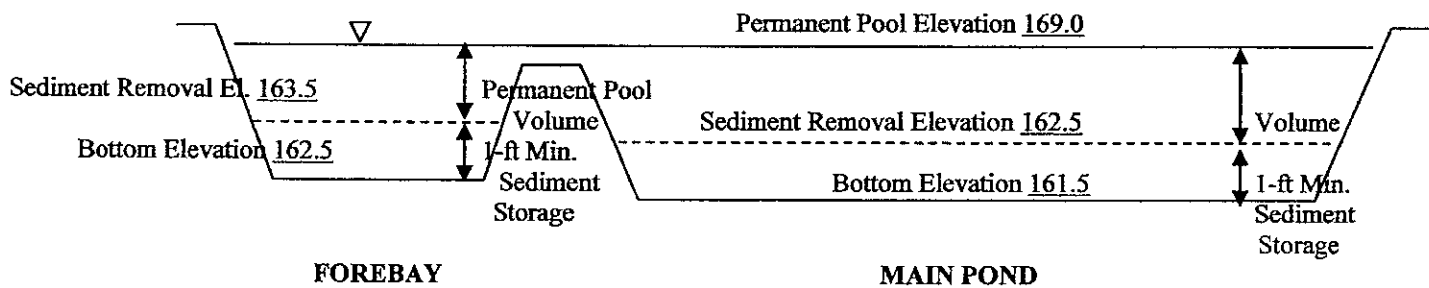 Permanent Pool Elevation 169.0
Sediment Removal El. 163.5
Permanent Pool
Volume
Sediment Removal Elevation 162.5
Volume
Bottom Elevation 162.5
1-ft Min.
Sediment
Storage
Bottom Elevation 161.5
1-ft Min.
Sediment
Storage
FOREBAY
MAIN POND